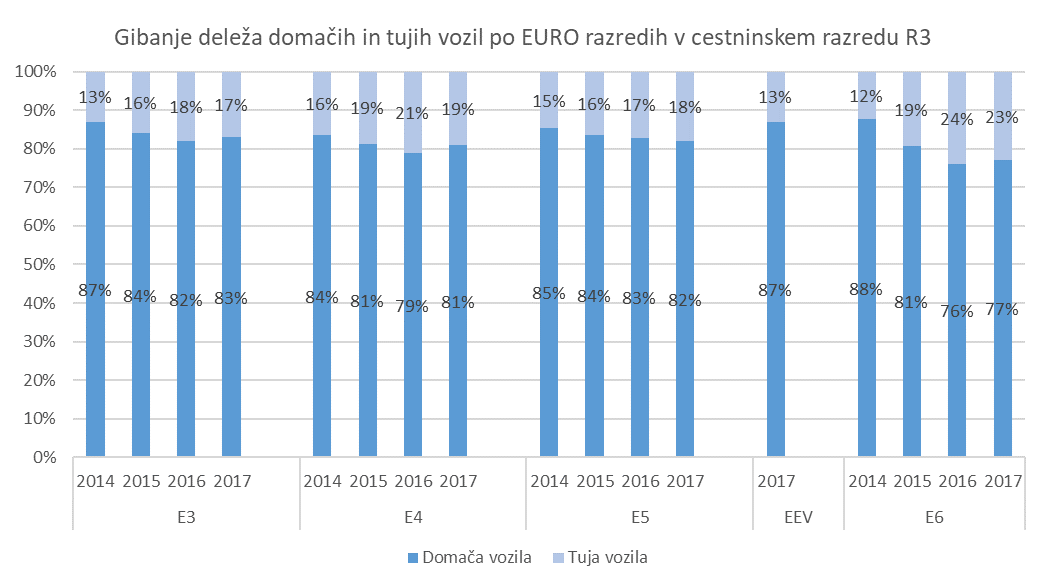 Gibanje deleža domačih in tujih vozil po EURO razredih v cestninskem razredu R3
100%
90%
80%
70%
60%
50%
40%
30%
20%
10%
0%
13% 16% 18% 17% 16% 19% 21% 19% 15% 16% 17% 18% 13% 12% 19% 24% 23%
87% 84% 82% 83% 84% 81% 79% 81% 85% 84% 83% 82% 87% 88% 81% 76% 77%
2014 2015 2016 2017 2014 2015 2016 2017 2014 2015 2016 2017 2017 2014 2015 2016 2017
E3 E4 E5 EEV E6
Domača vozila Tuja vozila